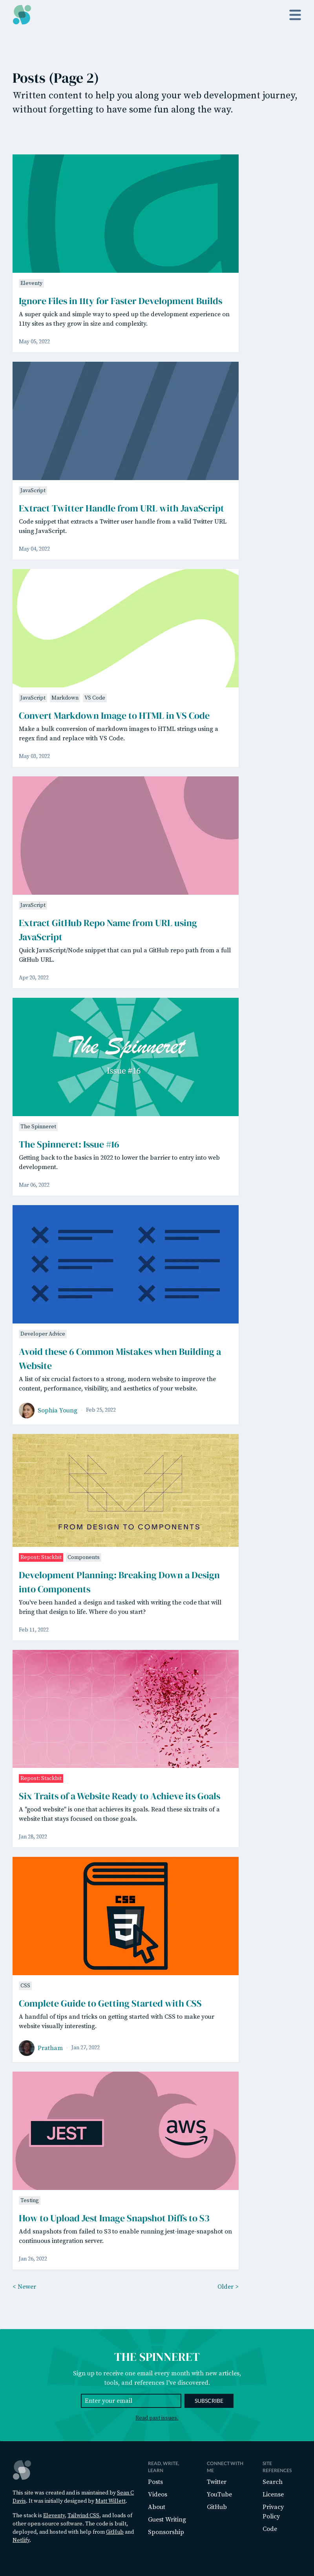 Posts (Page 2)
Written content to help you along your web development journey,
without forgetting to have some fun along the way.
Eleventy
Ignore Files in 11ty for Faster Development Builds
A super quick and simple way to speed up the development experience on
11ty sites as they grow in size and complexity.
May 05, 2022
JavaScript
Extract Twitter Handle from URL with JavaScript
Code snippet that extracts a Twitter user handle from a valid Twitter URL
using JavaScript.
May 04, 2022
JavaScript Markdown VS Code
Convert Markdown Image to HTML in VS Code
Make a bulk conversion of markdown images to HTML strings using a
regex find and replace with VS Code.
May 03, 2022
JavaScript
Extract GitHub Repo Name from URL using
JavaScript
Quick JavaScript/Node snippet that can pul a GitHub repo path from a full
GitHub URL.
Apr 20, 2022
The Spinneret
Issue #16
The Spinneret
The Spinneret: Issue #16
Getting back to the basics in 2022 to lower the barrier to entry into web
development.
Mar 06, 2022
Developer Advice
Avoid these 6 Common Mistakes when Building a
Website
A list of six crucial factors to a strong, modern website to improve the
content, performance, visibility, and aesthetics of your website.
Sophia Young · Feb 25, 2022
FROM DESIGN TO COMPONENTS
Repost: Stackbit Components
Development Planning: Breaking Down a Design
into Components
You've been handed a design and tasked with writing the code that will
bring that design to life. Where do you start?
Feb 11, 2022
Repost: Stackbit
Six Traits of a Website Ready to Achieve its Goals
A "good website" is one that achieves its goals. Read these six traits of a
website that stays focused on those goals.
Jan 28, 2022
CSS
3
CSS
Complete Guide to Getting Started with CSS
A handful of tips and tricks on getting started with CSS to make your
website visually interesting.
Pratham · Jan 27, 2022
JEST
aws
Testing
How to Upload Jest Image Snapshot Diffs to S3
Add snapshots from failed to S3 to enable running jest-image-snapshot on
continuous integration server.
Jan 26, 2022
< Newer
Older >
THE SPINNERET
Sign up to receive one email every month with new articles,
tools, and references I've discovered.
Enter your email
SUBSCRIBE
Read past issues.
This site was created and is maintained by Sean C
Davis. It was initially designed by Matt Willett.
The stack is Eleventy, Tailwind CSS, and loads of
other open source software. The code is built,
deployed, and hosted with help from GitHub and
Netlify.
READ, WRITE,
LEARN
Posts
Videos
About
Guest Writing
Sponsorship
CONNECT WITH
ME
Twitter
YouTube
GitHub
SITE
REFERENCES
Search
License
Privacy
Policy
Code